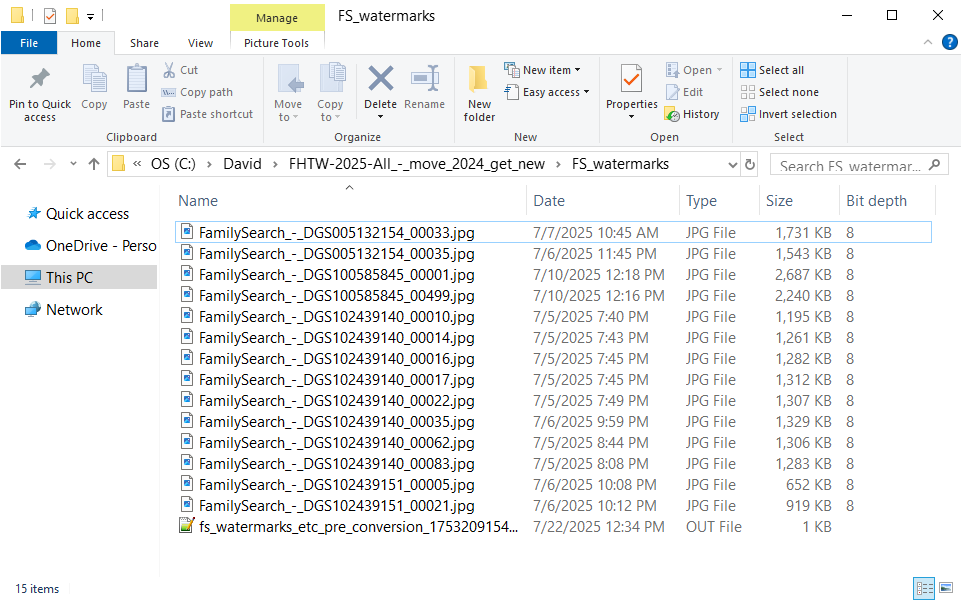 Manage
FS_watermarks
File
Home
Share
View
Picture Tools
Pin to Quick access
Copy
Paste
Cut
Copy path
Paste shortcut
Clipboard
Move to
Copy to
Delete
Rename
Organize
New folder
New item
Easy access
New
Properties
Open
Edit
History
Open
Select all
Select none
Invert selection
Select
« OS (C:) › David › FHTW-2025-All_-_move_2024_get_new › FS_watermarks
Search FS_watermar...
Quick access
OneDrive - Perso
This PC
Network
Name Date Type Size Bit depth
FamilySearch_-_DGS005132154_00033.jpg 7/7/2025 10:45 AM JPG File 1,731 KB 8
FamilySearch_-_DGS005132154_00035.jpg 7/6/2025 11:45 PM JPG File 1,543 KB 8
FamilySearch_-_DGS100585845_00001.jpg 7/10/2025 12:18 PM JPG File 2,687 KB 8
FamilySearch_-_DGS100585845_00499.jpg 7/10/2025 12:16 PM JPG File 2,240 KB 8
FamilySearch_-_DGS102439140_00010.jpg 7/5/2025 7:40 PM JPG File 1,195 KB 8
FamilySearch_-_DGS102439140_00014.jpg 7/5/2025 7:43 PM JPG File 1,261 KB 8
FamilySearch_-_DGS102439140_00016.jpg 7/5/2025 7:45 PM JPG File 1,282 KB 8
FamilySearch_-_DGS102439140_00017.jpg 7/5/2025 7:45 PM JPG File 1,312 KB 8
FamilySearch_-_DGS102439140_00022.jpg 7/5/2025 7:49 PM JPG File 1,307 KB 8
FamilySearch_-_DGS102439140_00035.jpg 7/6/2025 9:59 PM JPG File 1,329 KB 8
FamilySearch_-_DGS102439140_00062.jpg 7/5/2025 8:44 PM JPG File 1,306 KB 8
FamilySearch_-_DGS102439140_00083.jpg 7/5/2025 8:08 PM JPG File 1,283 KB 8
FamilySearch_-_DGS102439151_00005.jpg 7/6/2025 10:08 PM JPG File 652 KB 8
FamilySearch_-_DGS102439151_00021.jpg 7/6/2025 10:12 PM JPG File 919 KB 8
fs_watermarks_etc_pre_conversion_1753209154... 7/22/2025 12:34 PM OUT File 1 KB
15 items